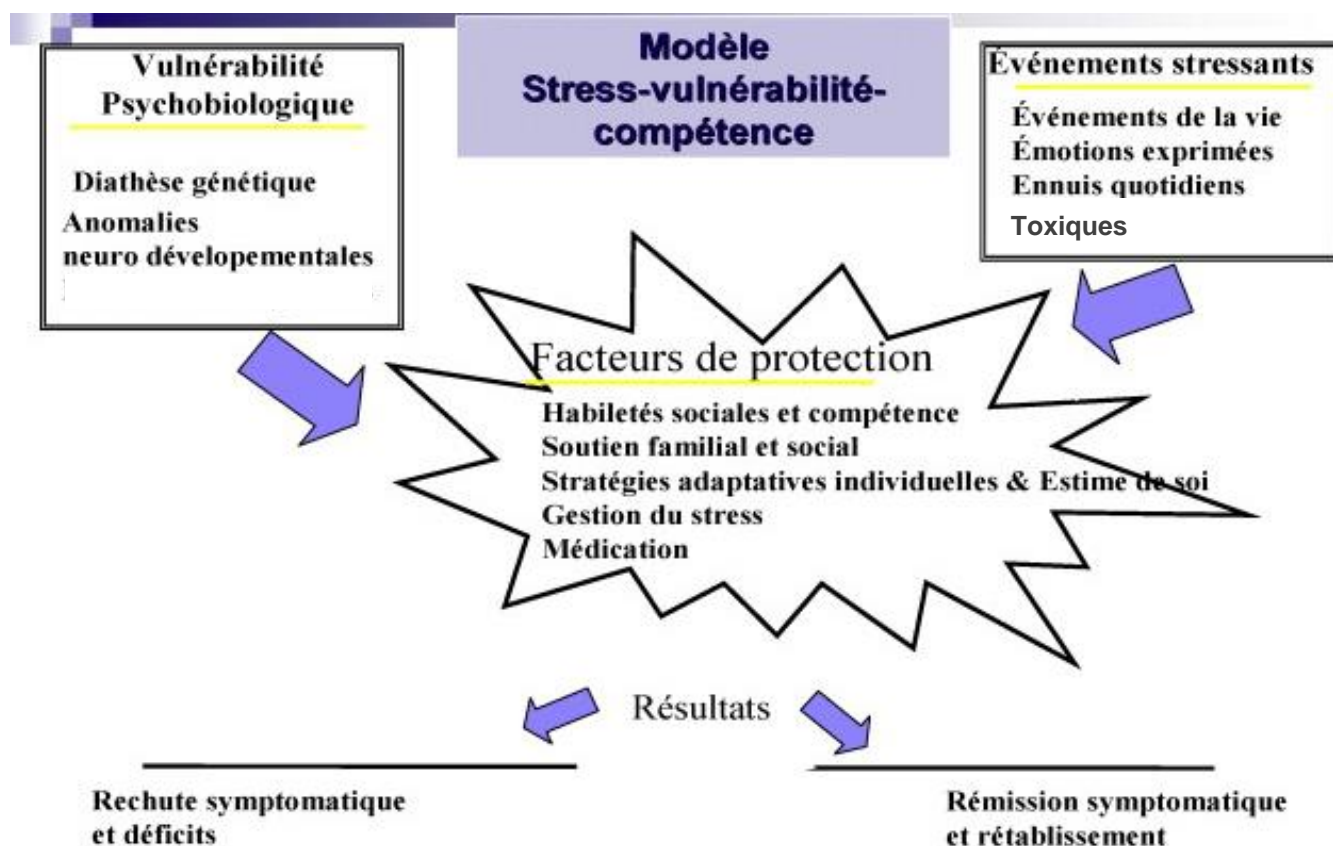 Modèle
Stress-vulnérabilité-
compétence
Vulnérabilité
Psychobiologique
Diathèse génétique
Anomalies
neuro dévelopementales
Événements stressants
Événements de la vie
Émotions exprimées
Ennuis quotidiens
Toxiques
Facteurs de protection
Habiletés sociales et compétence
Soutien familial et social
Stratégies adaptatives individuelles & Estime de soi
Gestion du stress
Médication
Résultats
Rechute symptomatique
et déficits
Rémission symptomatique
et rétablissement